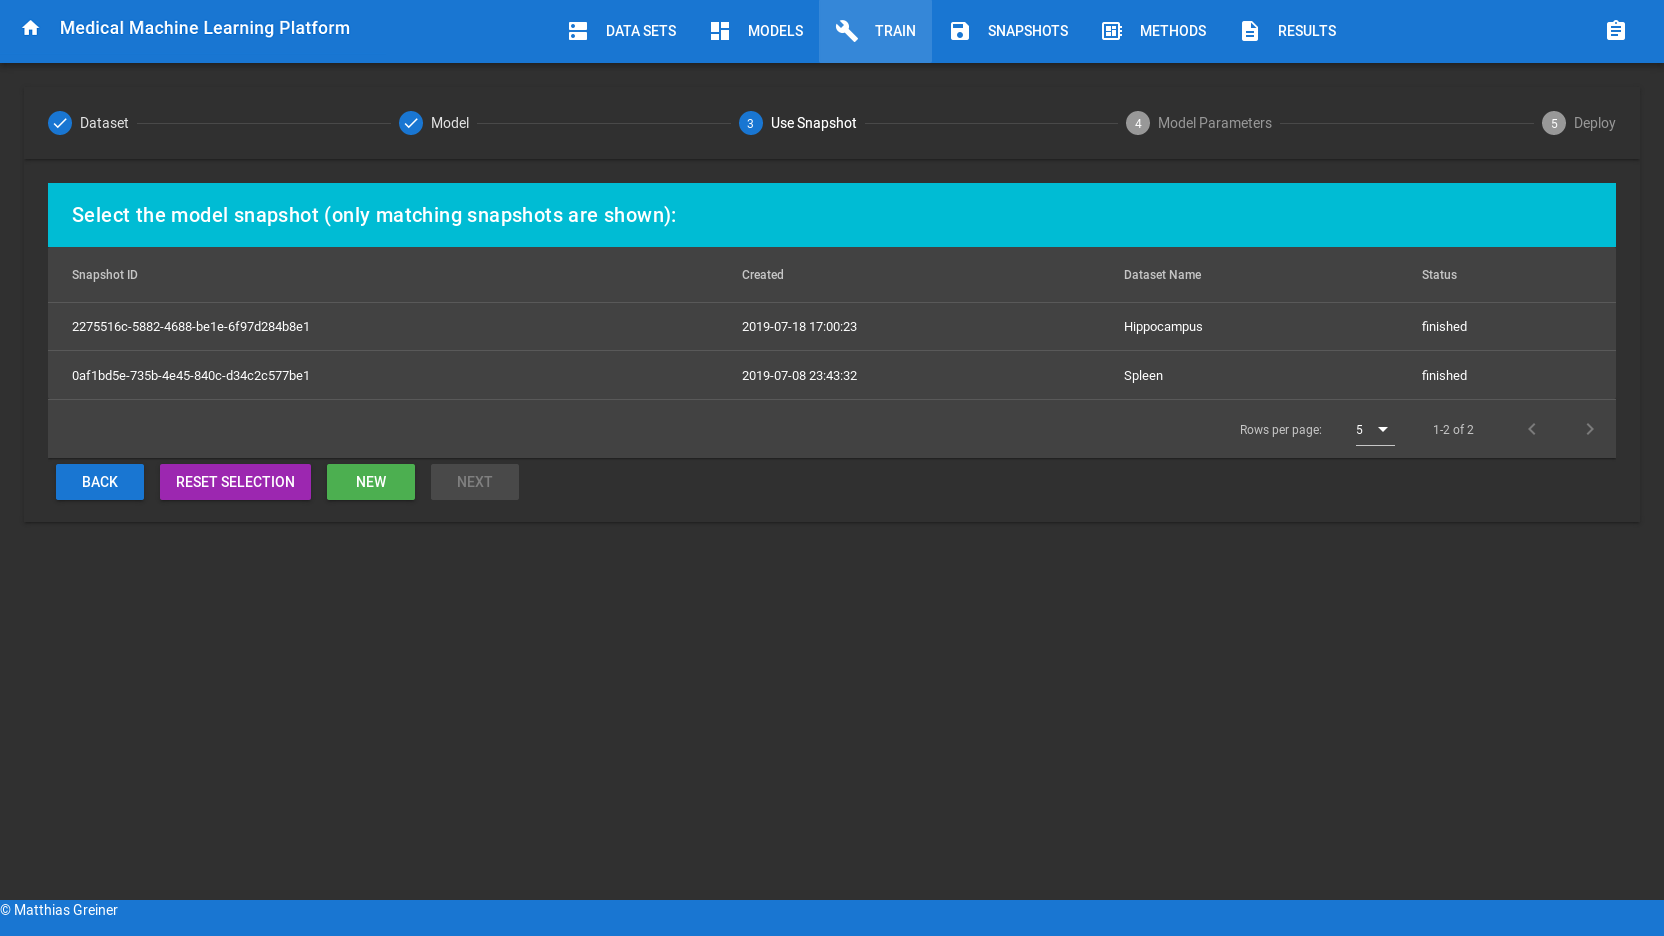 Medical Machine Learning Platform
DATA SETS MODELS TRAIN SNAPSHOTS METHODS RESULTS
Dataset Model 3 Use Snapshot 4 Model Parameters 5 Deploy
Select the model snapshot (only matching snapshots are shown):
Snapshot ID Created Dataset Name Status
2275516c-5882-4688-be1e-6f97d284b8e1 2019-07-18 17:00:23 Hippocampus finished
0af1bd5e-735b-4e45-840c-d34c2c577be1 2019-07-08 23:43:32 Spleen finished
Rows per page: 5 1-2 of 2
BACK RESET SELECTION NEW NEXT
© Matthias Greiner